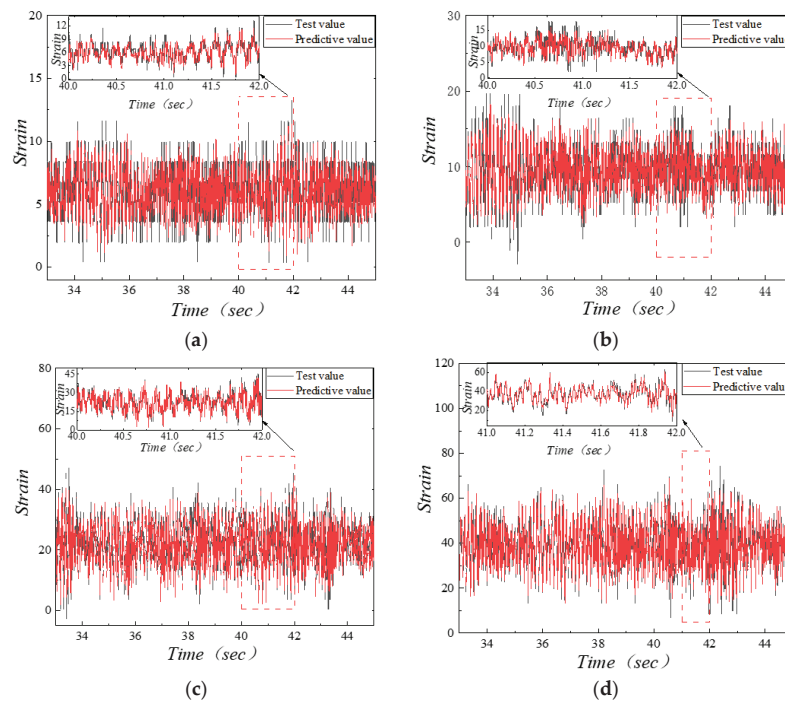 Test value
Predictive value
Strain
12
9
6
3
0
40.0 40.5 41.0 41.5 42.0
Time (sec)
20
15
10
5
0
Strain
34 36 38 40 42 44
Time (sec)
(a)
Test value
Predictive value
Strain
15
10
5
0
40.0 40.5 41.0 41.5 42.0
Time (sec)
30
20
10
0
Strain
34 36 38 40 42 44
Time (sec)
(b)
Test value
Predictive value
Strain
45
30
15
0
40.0 40.5 41.0 41.5 42.0
Time (sec)
80
60
40
20
0
Strain
34 36 38 40 42 44
Time (sec)
(c)
Test value
Predictive value
Strain
60
40
20
41.0 41.2 41.4 41.6 41.8 42.0
Time (sec)
120
100
80
60
40
20
0
Strain
34 36 38 40 42 44
Time (sec)
(d)